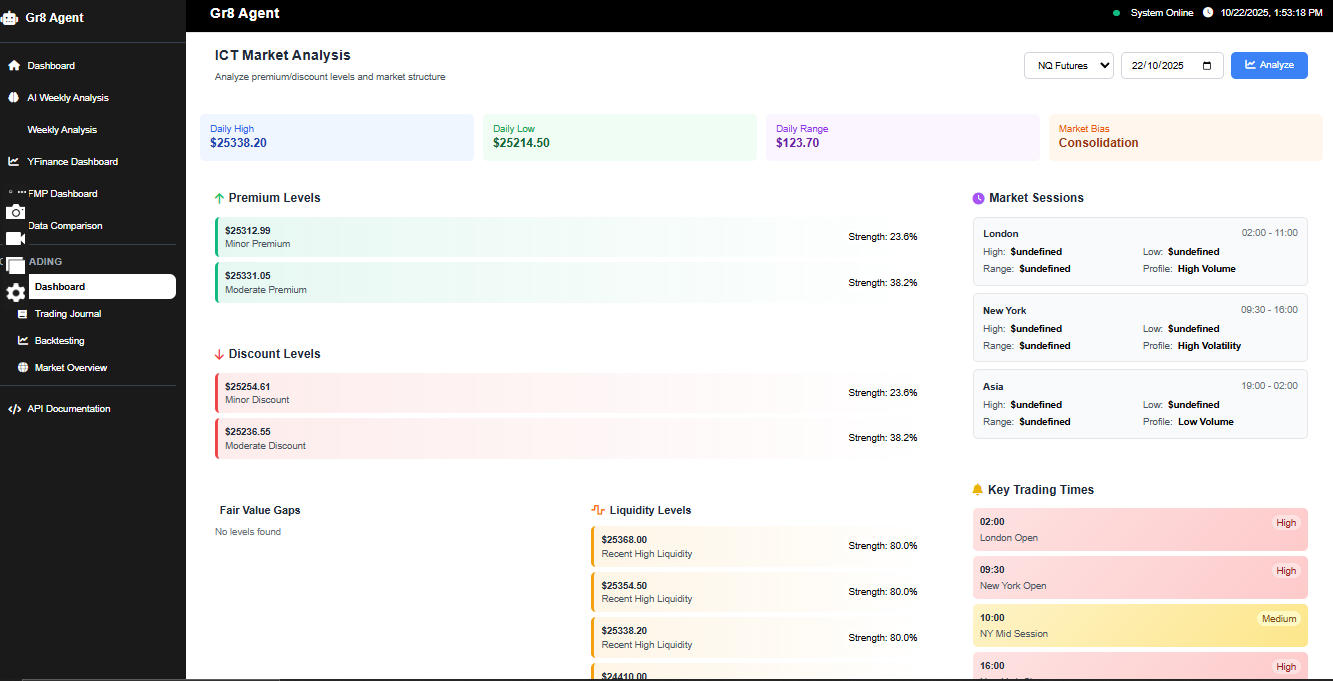 Gr8 Agent
Dashboard
AI Weekly Analysis
Weekly Analysis
YFinance Dashboard
FMP Dashboard
Data Comparison
ADING
Dashboard
Trading Journal
Backtesting
Market Overview
API Documentation
Gr8 Agent
System Online 10/22/2025, 1:53:18 PM
ICT Market Analysis
Analyze premium/discount levels and market structure
NQ Futures 22/10/2025 Analyze
Daily High
$25338.20
Daily Low
$25214.50
Daily Range
$123.70
Market Bias
Consolidation
Premium Levels
$25312.99
Minor Premium
Strength: 23.6%
$25331.05
Moderate Premium
Strength: 38.2%
Discount Levels
$25254.61
Minor Discount
Strength: 23.6%
$25236.55
Moderate Discount
Strength: 38.2%
Fair Value Gaps
No levels found
Liquidity Levels
$25368.00
Recent High Liquidity
Strength: 80.0%
$25354.50
Recent High Liquidity
Strength: 80.0%
$25338.20
Recent High Liquidity
Strength: 80.0%
$24410.00
Market Sessions
London 02:00 - 11:00
High: $undefined Low: $undefined
Range: $undefined Profile: High Volume
New York 09:30 - 16:00
High: $undefined Low: $undefined
Range: $undefined Profile: High Volatility
Asia 19:00 - 02:00
High: $undefined Low: $undefined
Range: $undefined Profile: Low Volume
Key Trading Times
02:00
London Open
High
09:30
New York Open
High
10:00
NY Mid Session
Medium
16:00
High